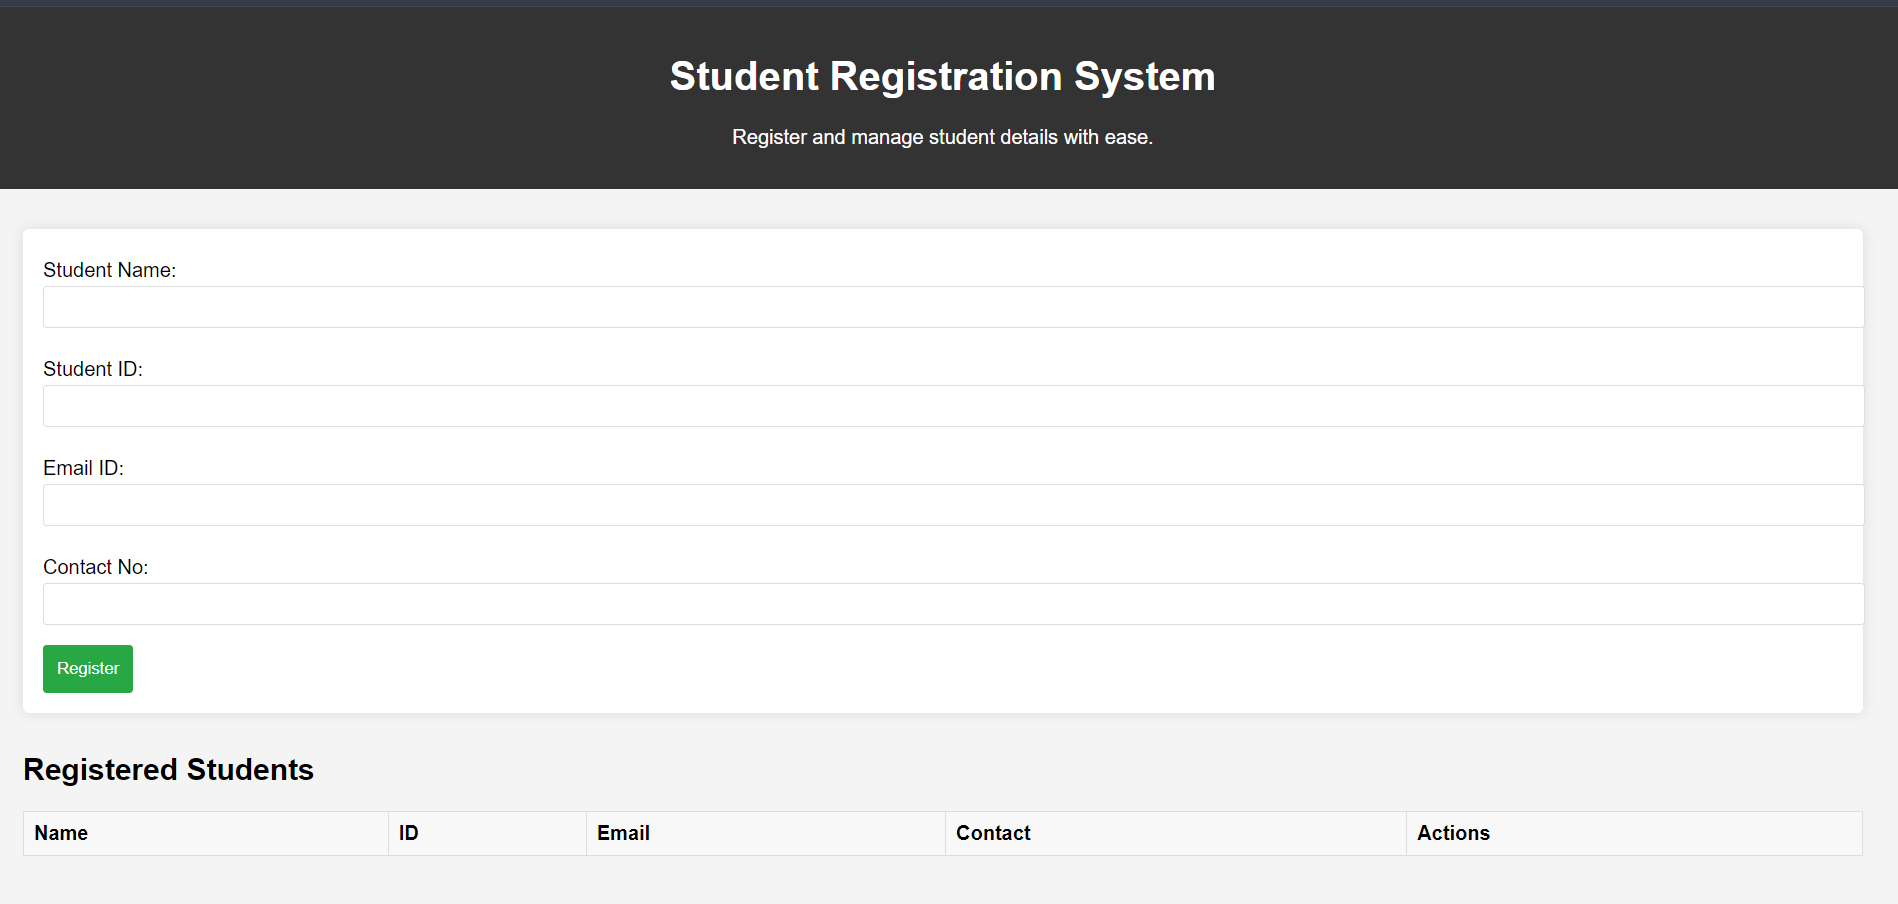 Student Registration System
Register and manage student details with ease.
Student Name:
Student ID:
Email ID:
Contact No:
Register
Registered Students
Name ID Email Contact Actions